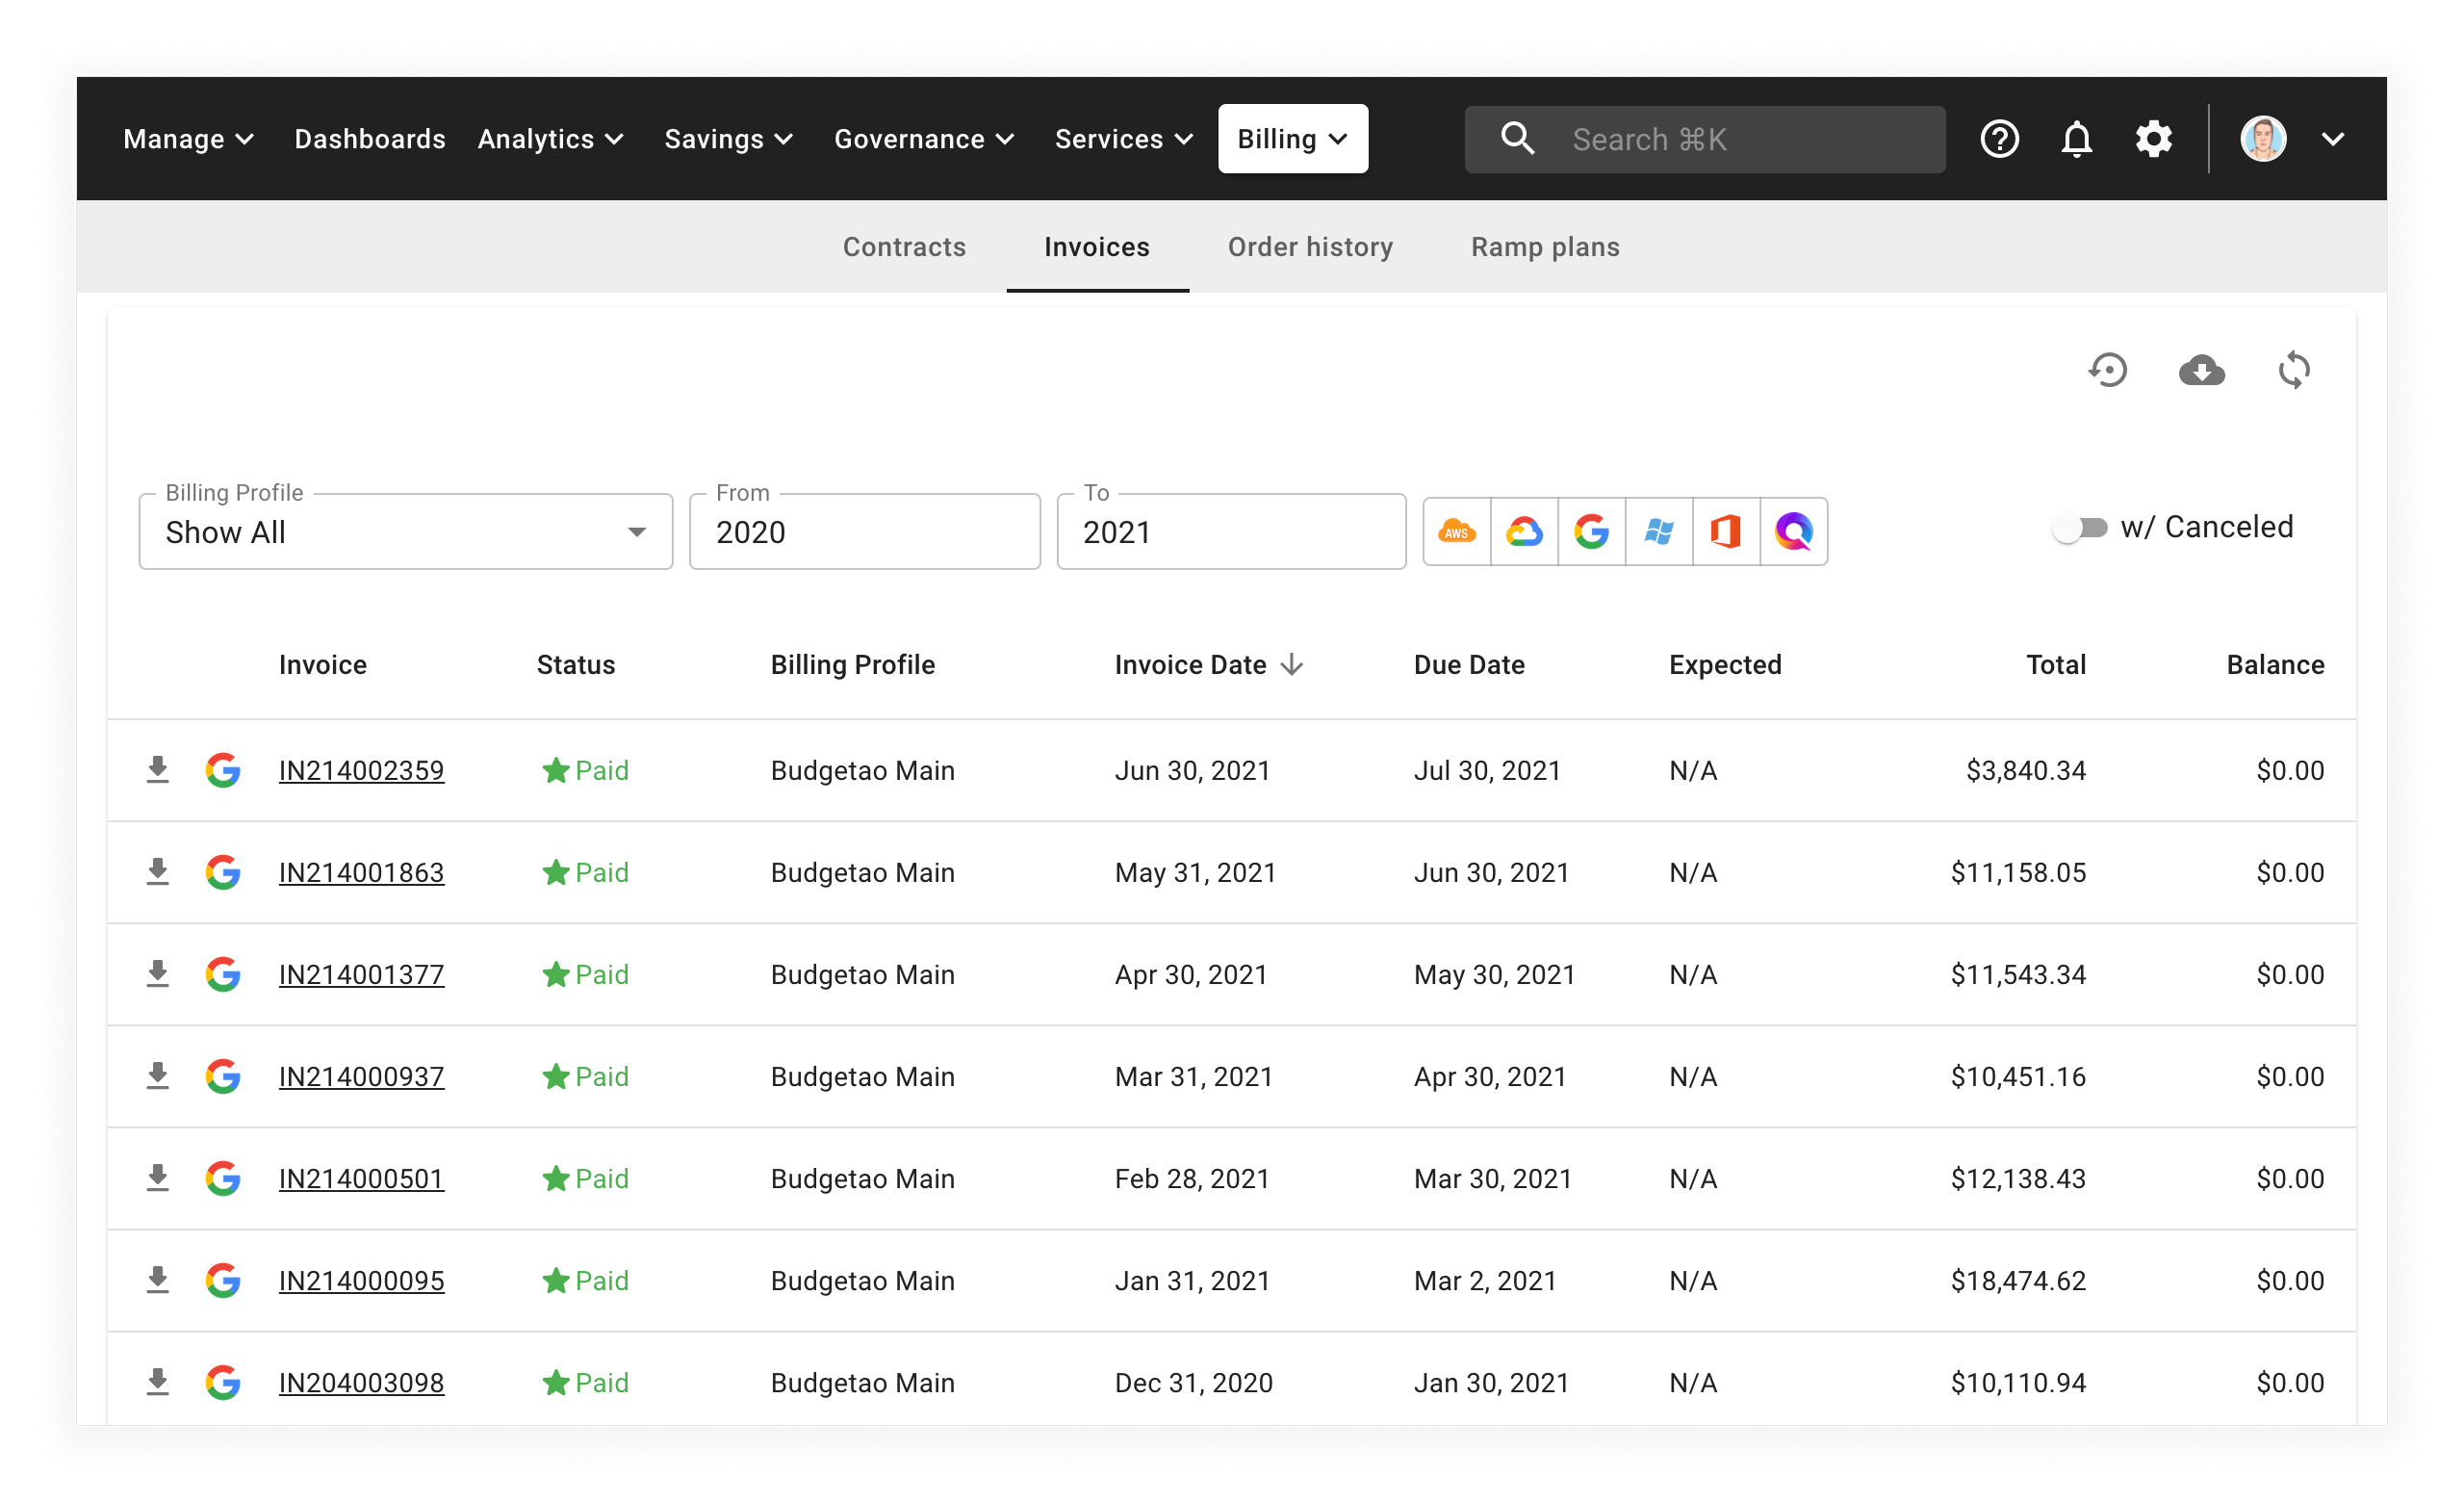 Manage Dashboards Analytics Savings Governance Services Billing Search ⌘K
Contracts Invoices Order history Ramp plans
Billing Profile From To
Show All 2020 2021 AWS w/ Canceled
Invoice Status Billing Profile Invoice Date Due Date Expected Total Balance
IN214002359 Paid Budgetao Main Jun 30, 2021 Jul 30, 2021 N/A $3,840.34 $0.00
IN214001863 Paid Budgetao Main May 31, 2021 Jun 30, 2021 N/A $11,158.05 $0.00
IN214001377 Paid Budgetao Main Apr 30, 2021 May 30, 2021 N/A $11,543.34 $0.00
IN214000937 Paid Budgetao Main Mar 31, 2021 Apr 30, 2021 N/A $10,451.16 $0.00
IN214000501 Paid Budgetao Main Feb 28, 2021 Mar 30, 2021 N/A $12,138.43 $0.00
IN214000095 Paid Budgetao Main Jan 31, 2021 Mar 2, 2021 N/A $18,474.62 $0.00
IN204003098 Paid Budgetao Main Dec 31, 2020 Jan 30, 2021 N/A $10,110.94 $0.00